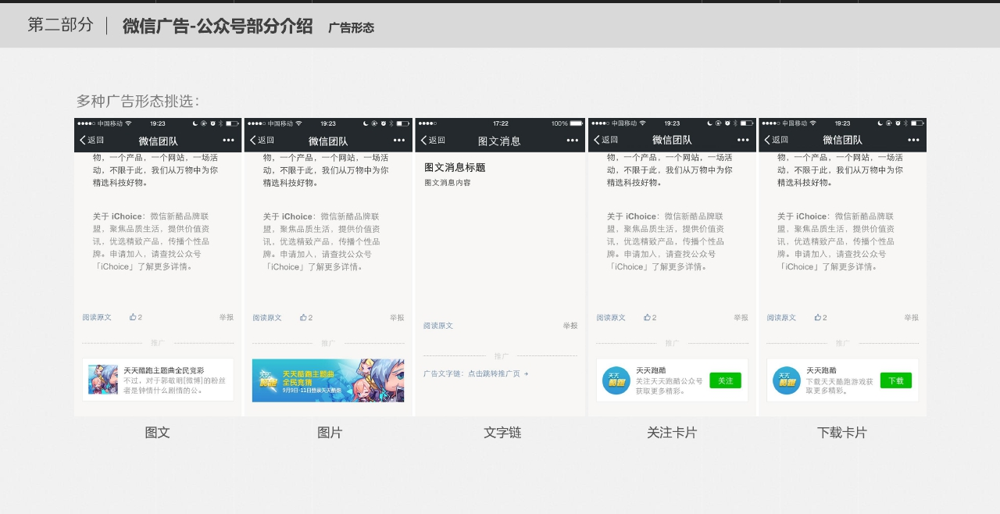 第二部分
微信广告-公众号部分介绍 广告形态
多种广告形态挑选：
中国移动 19:23
返回 微信团队
物，一个产品，一个网站，一场活
动，不限于此，我们从万物中为你
精选科技好物。
关于 iChoice：微信新酷品牌联
盟，聚焦品质生活，提供价值资
讯，优选精致产品，传播个性品
牌。申请加入，请查找公众号
「iChoice」了解更多详情。
阅读原文 2 举报
推广
天天酷跑主题曲全民竞彩
不过，对于郭敬明[微博]的粉丝
者是钟情什么剧情的公。
图文
中国移动 19:23
返回 微信团队
物，一个产品，一个网站，一场活
动，不限于此，我们从万物中为你
精选科技好物。
关于 iChoice：微信新酷品牌联
盟，聚焦品质生活，提供价值资
讯，优选精致产品，传播个性品
牌。申请加入，请查找公众号
「iChoice」了解更多详情。
阅读原文 2 举报
推广
天天
酷跑
天天酷跑主题曲
全民竞猜
9月9日-11日登录天天酷跑
图片
17:22 100%
返回 图文消息
图文消息标题
图文消息内容
阅读原文 举报
推广
广告文字链：点击跳转推广页 →
文字链
中国移动 19:23
返回 微信团队
物，一个产品，一个网站，一场活
动，不限于此，我们从万物中为你
精选科技好物。
关于 iChoice：微信新酷品牌联
盟，聚焦品质生活，提供价值资
讯，优选精致产品，传播个性品
牌。申请加入，请查找公众号
「iChoice」了解更多详情。
阅读原文 2 举报
推广
天天
酷跑
天天跑酷
关注天天跑酷公众号
获取更多精彩。
关注
关注卡片
中国移动 19:23
返回 微信团队
物，一个产品，一个网站，一场活
动，不限于此，我们从万物中为你
精选科技好物。
关于 iChoice：微信新酷品牌联
盟，聚焦品质生活，提供价值资
讯，优选精致产品，传播个性品
牌。申请加入，请查找公众号
「iChoice」了解更多详情。
阅读原文 2 举报
推广
天天
酷跑
天天跑酷
下载天天酷跑游戏获
取更多精彩。
下载
下载卡片